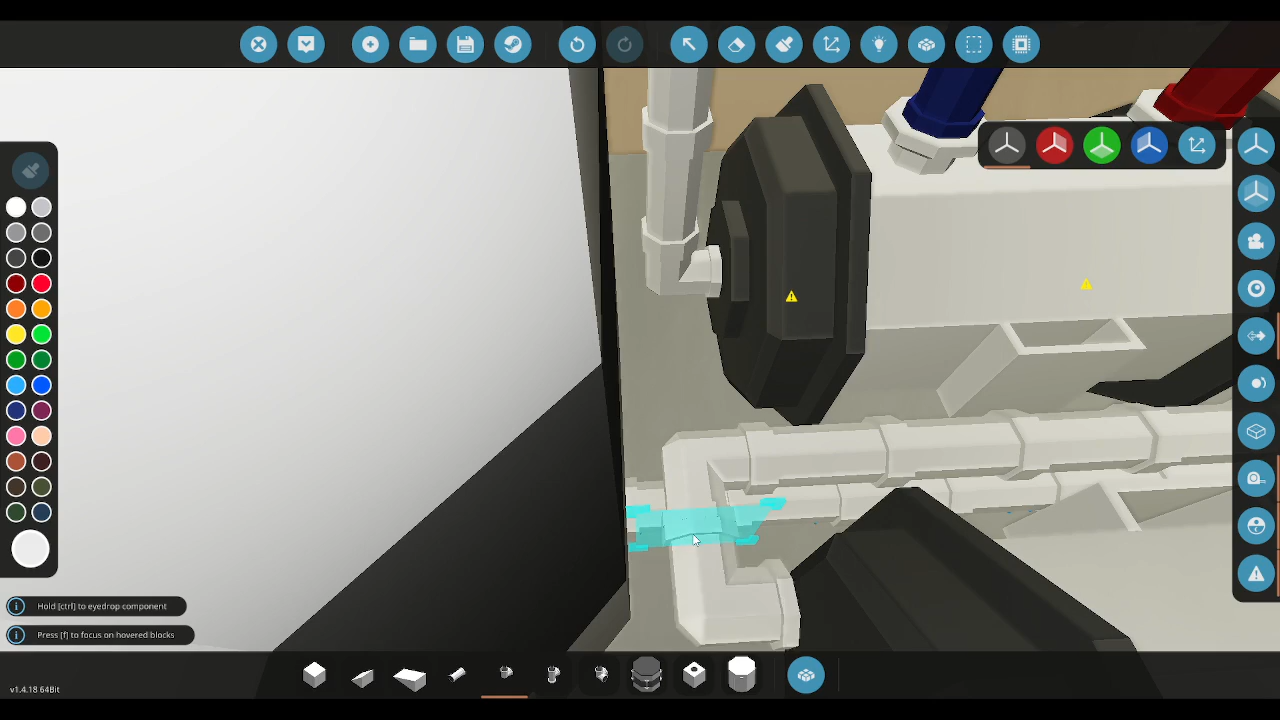 Hold [ctrl] to eyedrop component
Press [f] to focus on hovered blocks
v1.4.18 64Bit